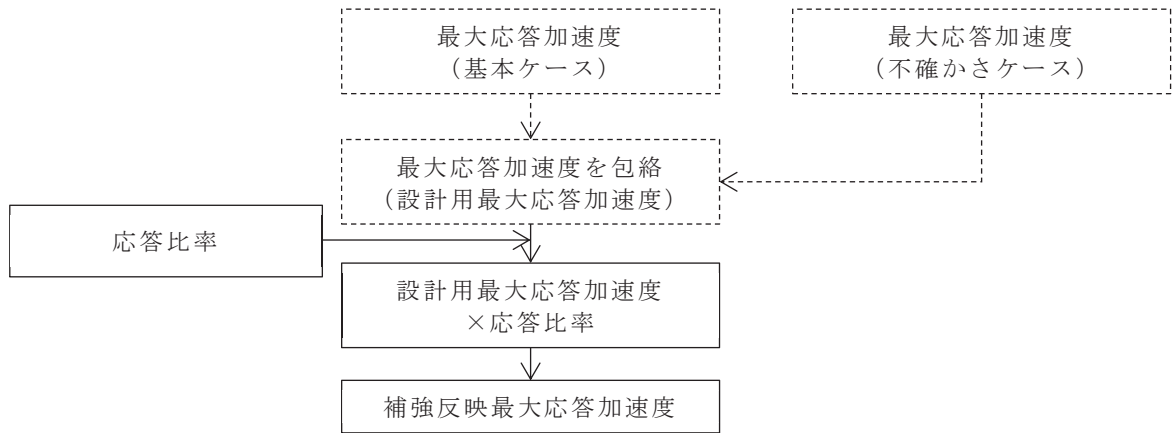 最大応答加速度
（基本ケース）
最大応答加速度
（不確かさケース）
最大応答加速度を包絡
（設計用最大応答加速度）
応答比率
設計用最大応答加速度
×応答比率
補強反映最大応答加速度